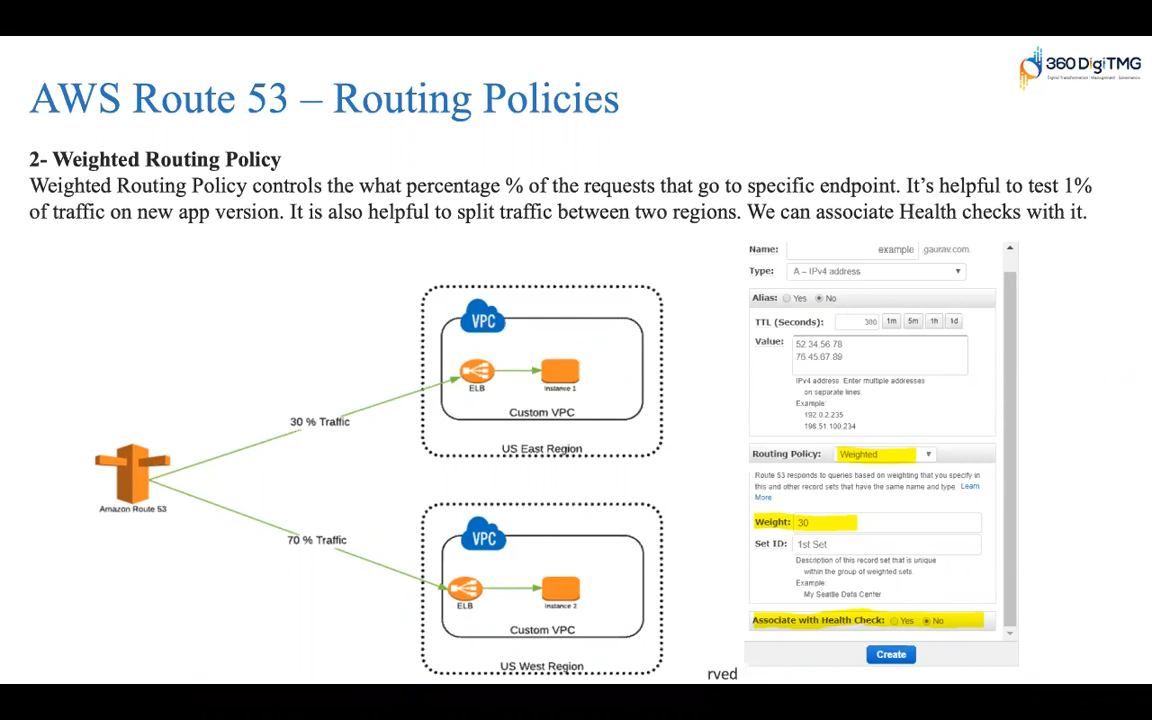 360DigiTMG
AWS Route 53 – Routing Policies
2- Weighted Routing Policy
Weighted Routing Policy controls the what percentage % of the requests that go to specific endpoint. It’s helpful to test 1%
of traffic on new app version. It is also helpful to split traffic between two regions. We can associate Health checks with it.
VPC
ELB
Instance 1
Custom VPC
US East Region
30 % Traffic
Amazon Route 53
70 % Traffic
VPC
ELB
Instance 2
Custom VPC
US West Region
rved
Name: example .gaurav.com.
Type: A – IPv4 address
Alias: Yes No
TTL (Seconds): 300 1m 5m 1h 1d
Value: 52.34.56.78
76.45.67.89
IPv4 address. Enter multiple addresses
on separate lines.
Example:
192.0.2.235
198.51.100.234
Routing Policy: Weighted
Route 53 responds to queries based on weighting that you specify in
this and other record sets that have the same name and type. Learn
More
Weight: 30
Set ID: 1st Set
Description of this record set that is unique
within the group of weighted sets.
Example:
My Seattle Data Center
Associate with Health Check: Yes No
Create